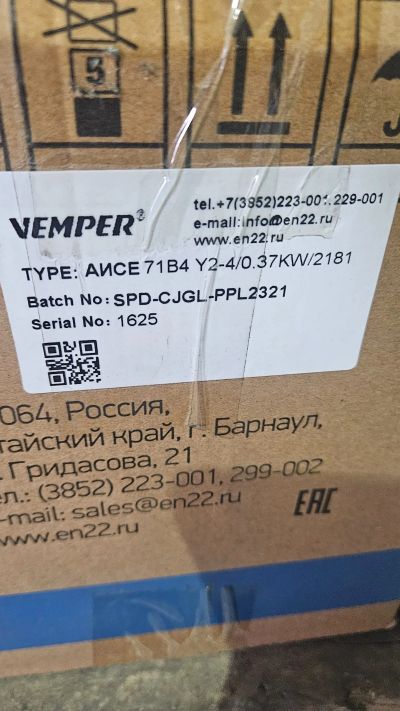 5
VEMPER®
tel.+7(3852)223-001,229-001
e-mail:info@en22.ru
www.en22.ru
TYPE: АИСЕ 71B4 Y2-4/0.37KW/2181
Batch No: SPD-CJGL-PPL2321
Serial No: 1625
064, Россия,
тайский край, г. Барнаул,
. Гридасова, 21
ел.: (3852) 223-001, 299-002
-mail: sales@en22.ru
www.en22.ru
EAC